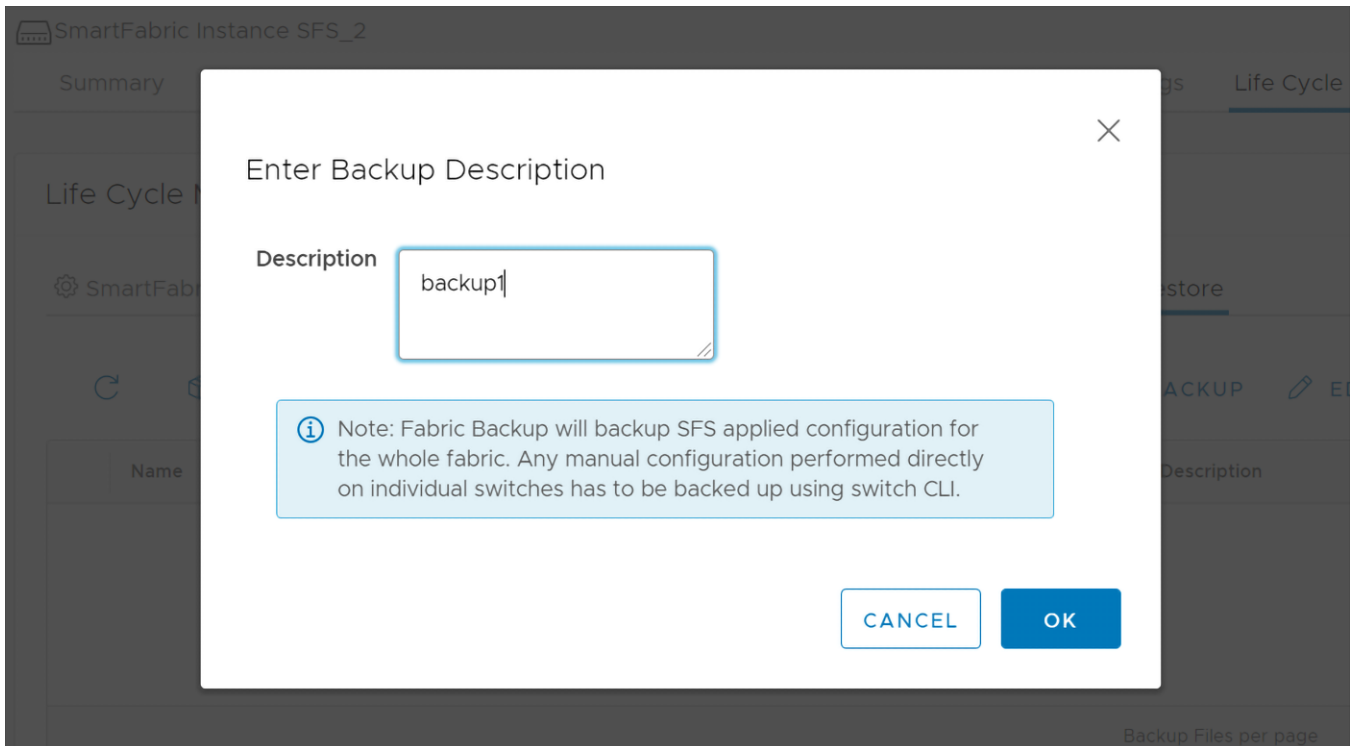 SmartFabric Instance SFS_2
Summary
gs
Life Cycle
Enter Backup Description
Life Cycle
Description
backup1
SmartFabr
estore
ACKUP
Note: Fabric Backup will backup SFS applied configuration for
the whole fabric. Any manual configuration performed directly
on individual switches has to be backed up using switch CLI.
Name
Description
CANCEL
OK
Backup Files per page